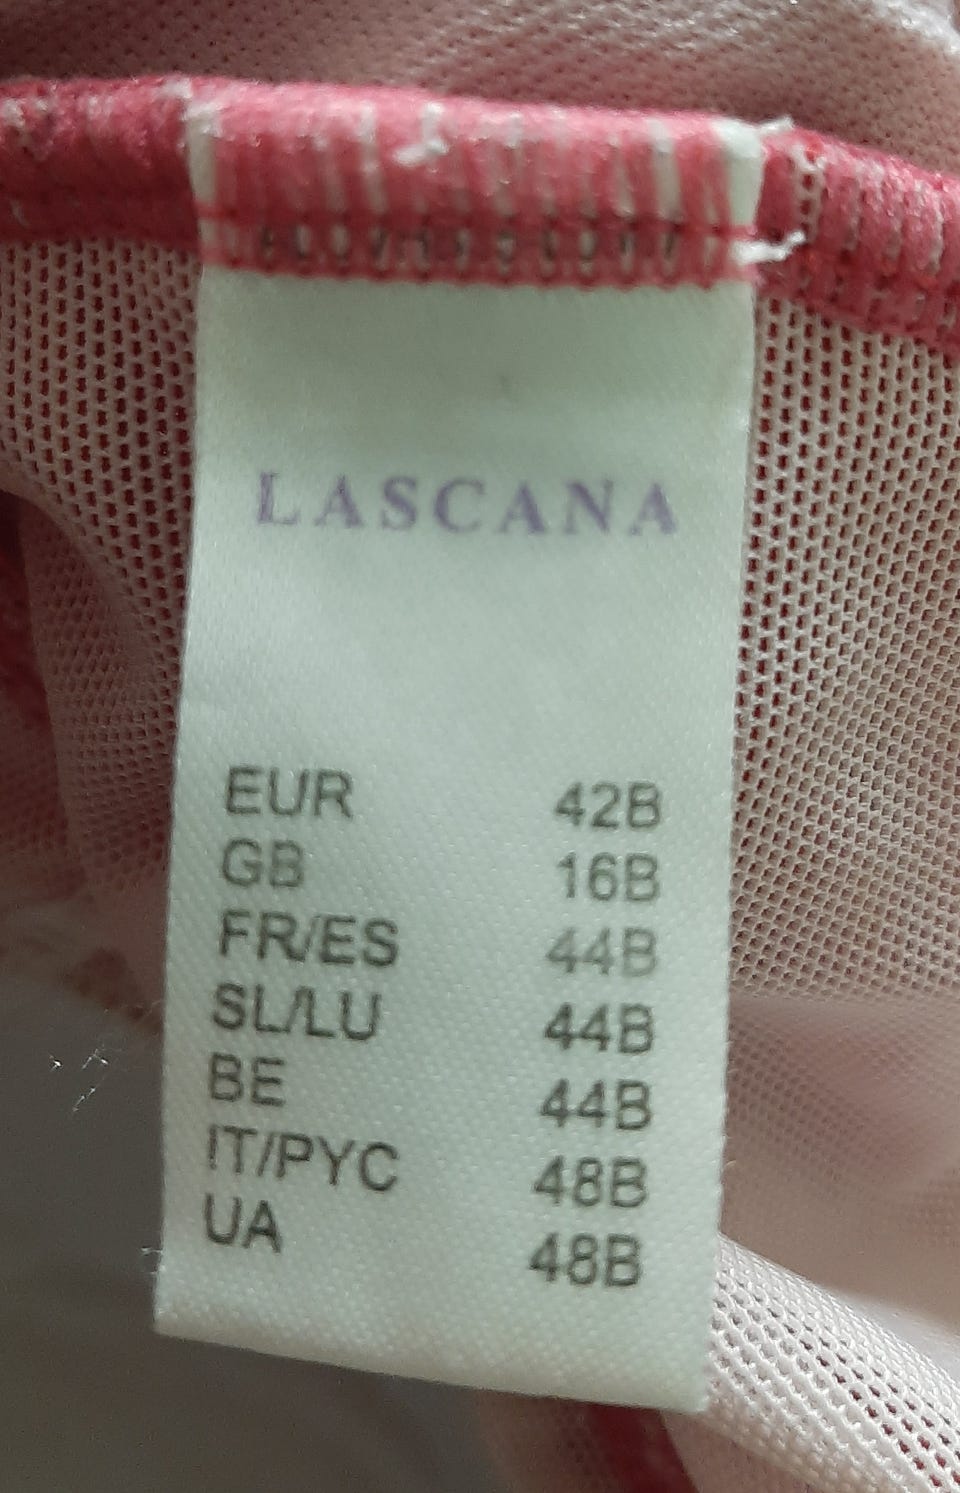 LASCANA
EUR 42B
GB 16B
FR/ES 44B
SL/LU 44B
BE 44B
IT/PYC 48B
UA 48B